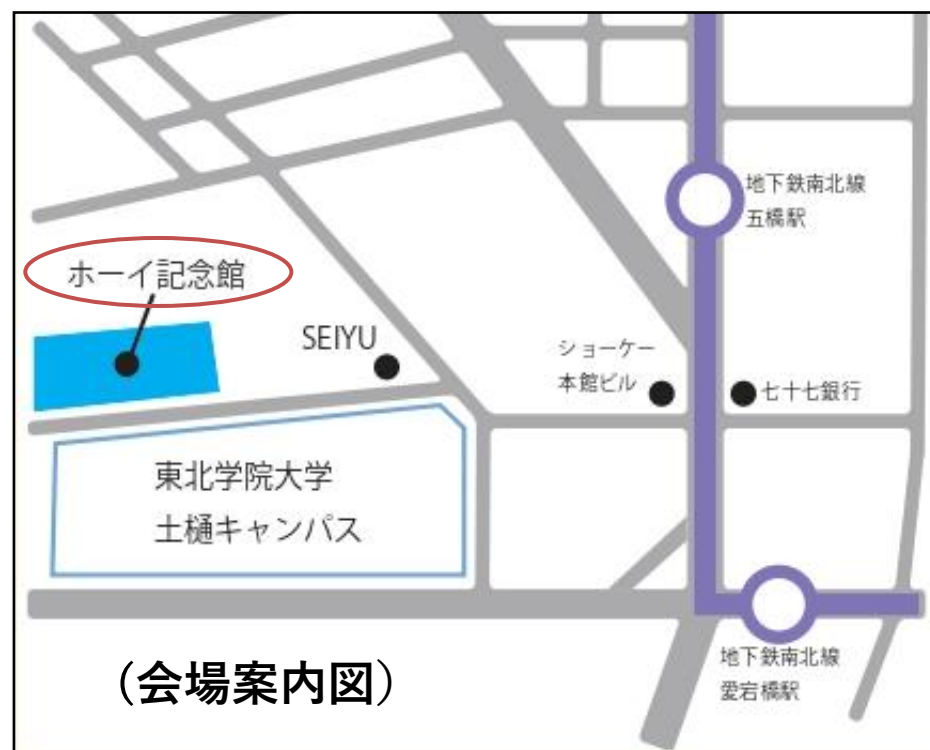 地下鉄南北線
五橋駅
ホーイ記念館
SEIYU
ショーケー
本館ビル
七十七銀行
東北学院大学
土樋キャンパス
地下鉄南北線
愛宕橋駅
（会場案内図）